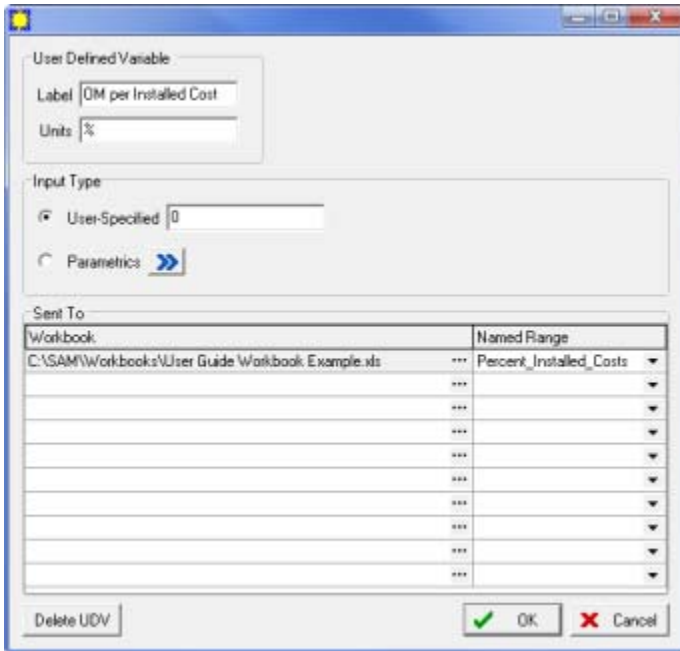 User Defined Variable
Label OM per Installed Cost
Units %
Input Type
User-Specified 0
Parametrics
Sent To
Workbook Named Range
C:\SAM\Workbooks\User Guide Workbook Example.xls ... Percent_Installed_Costs
...
...
...
...
...
...
...
...
...
Delete UDV OK Cancel